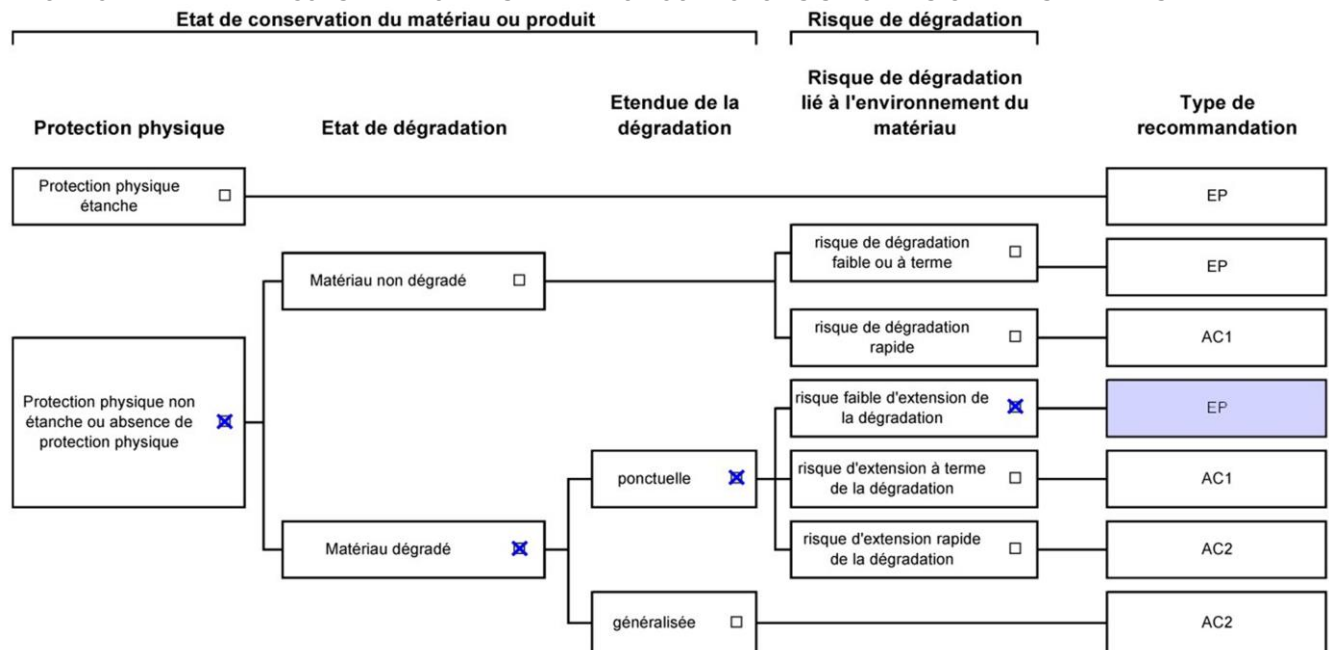 Etat de conservation du matériau ou produit
Risque de dégradation
Protection physique
Etat de dégradation
Etendue de la
dégradation
Risque de dégradation
lié à l'environnement du
matériau
Type de
recommandation
Protection physique
étanche
EP
risque de dégradation
faible ou à terme
EP
Matériau non dégradé
risque de dégradation
rapide
AC1
Protection physique non
étanche ou absence de
protection physique
risque faible d'extension de
la dégradation
EP
ponctuelle
risque d'extension à terme
de la dégradation
AC1
Matériau dégradé
risque d'extension rapide
de la dégradation
AC2
généralisée
AC2